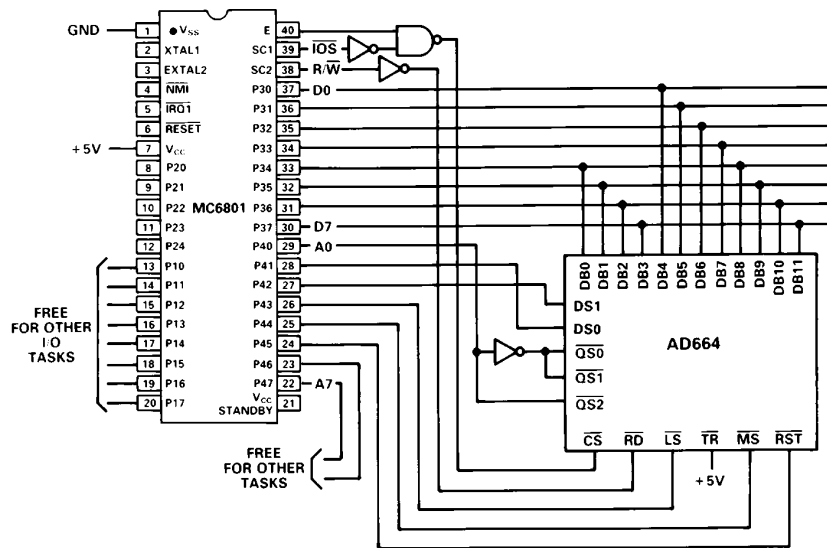 GND
1 VSS E 40
2 XTAL1 SC1 39 IOS
3 EXTAL2 SC2 38 R/W
4 NMI P30 37 D0
5 IRQ1 P31 36
6 RESET P32 35
+5V
7 VCC P33 34
8 P20 P34 33
9 P21 P35 32
10 P22 MC6801 P36 31
11 P23 P37 30 D7
12 P24 P40 29 A0
13 P10 P41 28
14 P11 P42 27
15 P12 P43 26
16 P13 P44 25
17 P14 P45 24
18 P15 P46 23
19 P16 P47 22 A7
20 P17 VCC STANDBY 21
FREE
FOR OTHER
I/O
TASKS
FREE
FOR OTHER
TASKS
DB0 DB1 DB2 DB3 DB4 DB5 DB6 DB7 DB8 DB9 DB10 DB11
DS1
DS0
AD664
QS0
QS1
QS2
CS RD LS TR MS RST
+5V